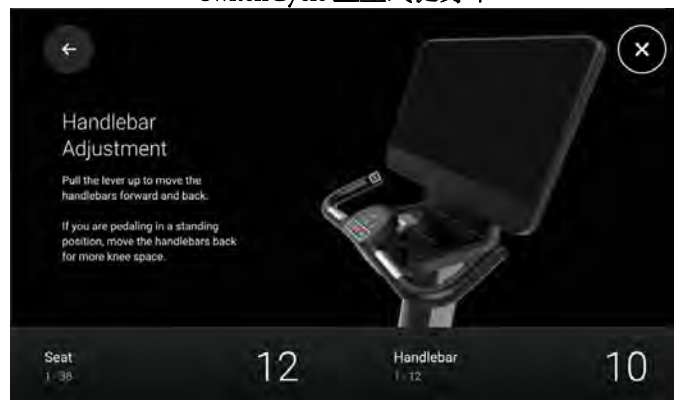 Handlebar
Adjustment
Pull the lever up to move the
handlebars forward and back.
If you are pedaling in a standing
position, move the handlebars back
for more knee space.
Seat
1 - 38
12
Handlebar
1 - 12
10